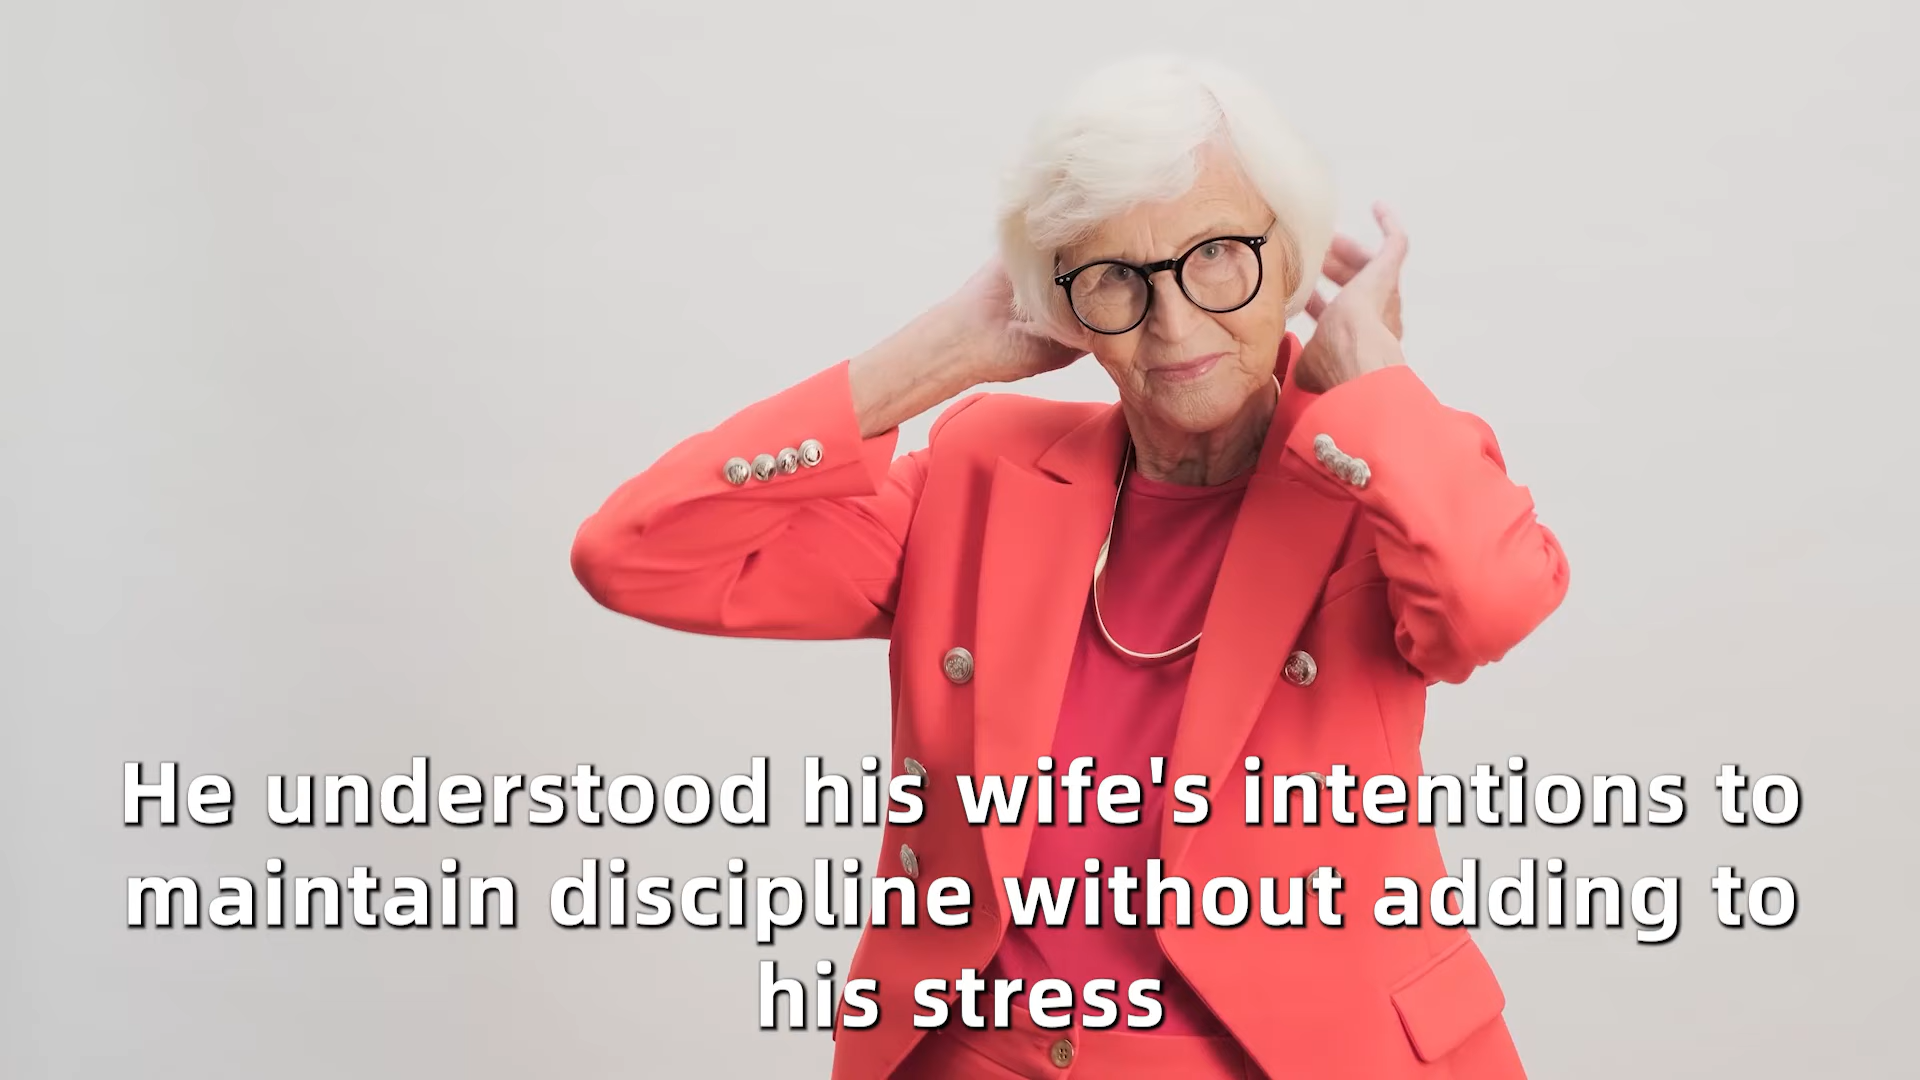 He understood his wife's intentions to
maintain discipline without adding to
his stress